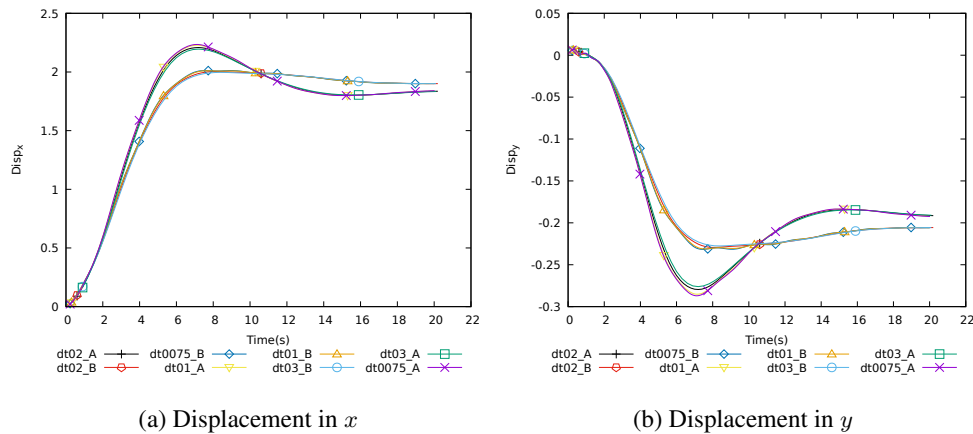 2.5
2
1.5
1
0.5
0
Disp_x
0 2 4 6 8 10 12 14 16 18 20 22
Time(s)
dt02_A dt0075_B dt01_B dt03_A
dt02_B dt01_A dt03_B dt0075_A
(a) Displacement in x
0.05
0
-0.05
-0.1
-0.15
-0.2
-0.25
-0.3
Disp_y
0 2 4 6 8 10 12 14 16 18 20 22
Time(s)
dt02_A dt0075_B dt01_B dt03_A
dt02_B dt01_A dt03_B dt0075_A
(b) Displacement in y